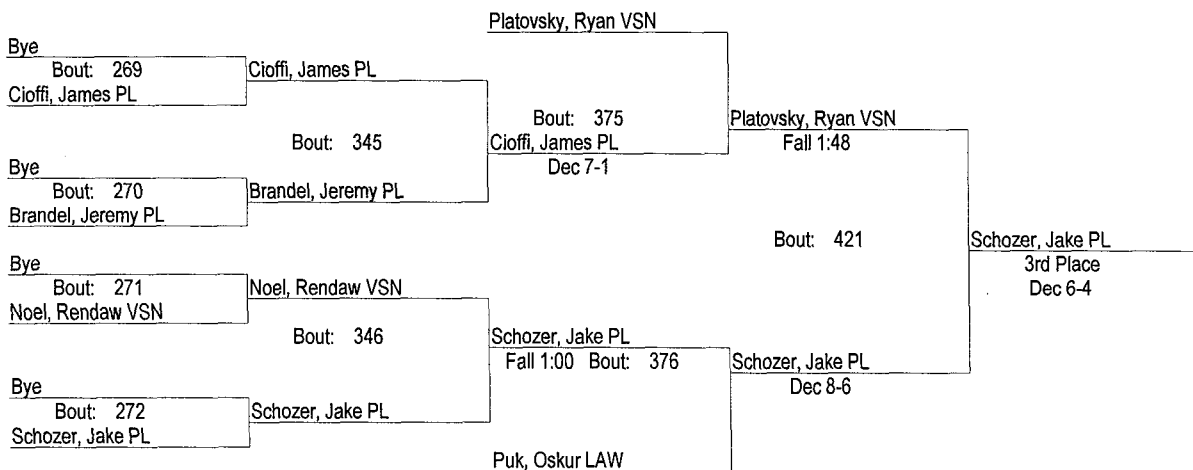 Platovsky, Ryan VSN
Bye
Bout: 269
Cioffi, James PL
Cioffi, James PL
Bout: 345
Bye
Bout: 270
Brandel, Jeremy PL
Brandel, Jeremy PL
Bout: 375
Cioffi, James PL
Dec 7-1
Platovsky, Ryan VSN
Fall 1:48
Bye
Bout: 271
Noel, Rendaw VSN
Noel, Rendaw VSN
Bout: 346
Bye
Bout: 272
Schozer, Jake PL
Schozer, Jake PL
Schozer, Jake PL
Fall 1:00 Bout: 376
Puk, Oskur LAW
Schozer, Jake PL
Dec 8-6
Bout: 421
Schozer, Jake PL
3rd Place
Dec 6-4